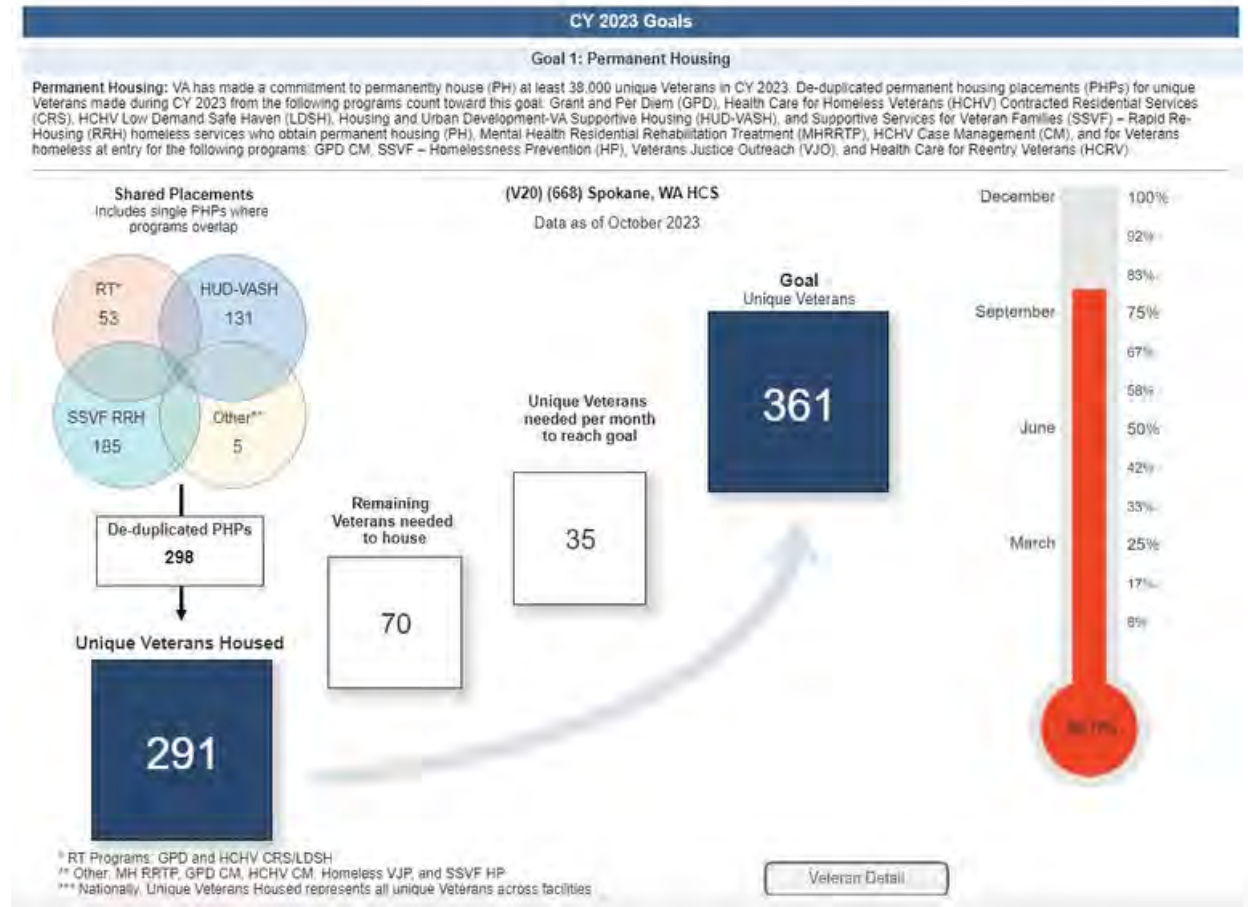 CY 2023 Goals
Goal 1: Permanent Housing
Permanent Housing: VA has made a commitment to permanently house (PH) at least 38,000 unique Veterans in CY 2023. De-duplicated permanent housing placements (PHPs) for unique
Veterans made during CY 2023 from the following programs count toward this goal: Grant and Per Diem (GPD), Health Care for Homeless Veterans (HCHV) Contracted Residential Services
(CRS), HCHV Low Demand Safe Haven (LDSH), Housing and Urban Development-VA Supportive Housing (HUD-VASH), and Supportive Services for Veteran Families (SSVF) – Rapid Re-
Housing (RRH) homeless services who obtain permanent housing (PH), Mental Health Residential Rehabilitation Treatment (MHRRTP), HCHV Case Management (CM), and for Veterans
homeless at entry for the following programs: GPD CM, SSVF – Homelessness Prevention (HP), Veterans Justice Outreach (VJO), and Health Care for Reentry Veterans (HCRV)
Shared Placements
Includes single PHPs where
programs overlap
RT*
53
HUD-VASH
131
SSVF RRH
185
Other**
5
De-duplicated PHPs
298
Unique Veterans Housed
291
Remaining
Veterans needed
to house
70
Unique Veterans
needed per month
to reach goal
35
(V20) (668) Spokane, WA HCS
Data as of October 2023
Goal
Unique Veterans
361
December
September
June
March
100%
92%
83%
75%
67%
58%
50%
42%
33%
25%
17%
8%
* RT Programs: GPD and HCHV CRS/LDSH
** Other: MH RRTP, GPD CM, HCHV CM, Homeless VJP, and SSVF HP
*** Nationally, Unique Veterans Housed represents all unique Veterans across facilities
Veteran Detail